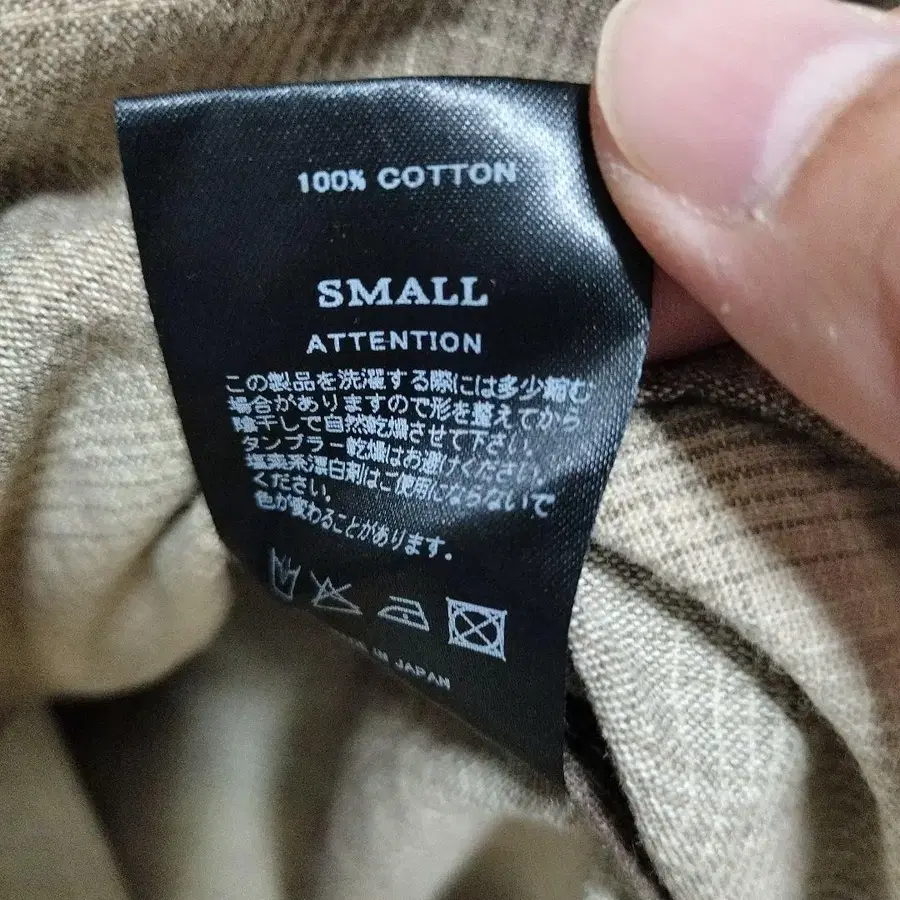 100% COTTON
SMALL
ATTENTION
この製品を洗濯する際には多少縮む
場合がありますので形を整えてから
陰干しで自然乾燥させて下さい。
タンブラー乾燥はお避けください。
塩素系漂白剤はご使用にならないで
ください。
色が変わることがあります。
IN JAPAN